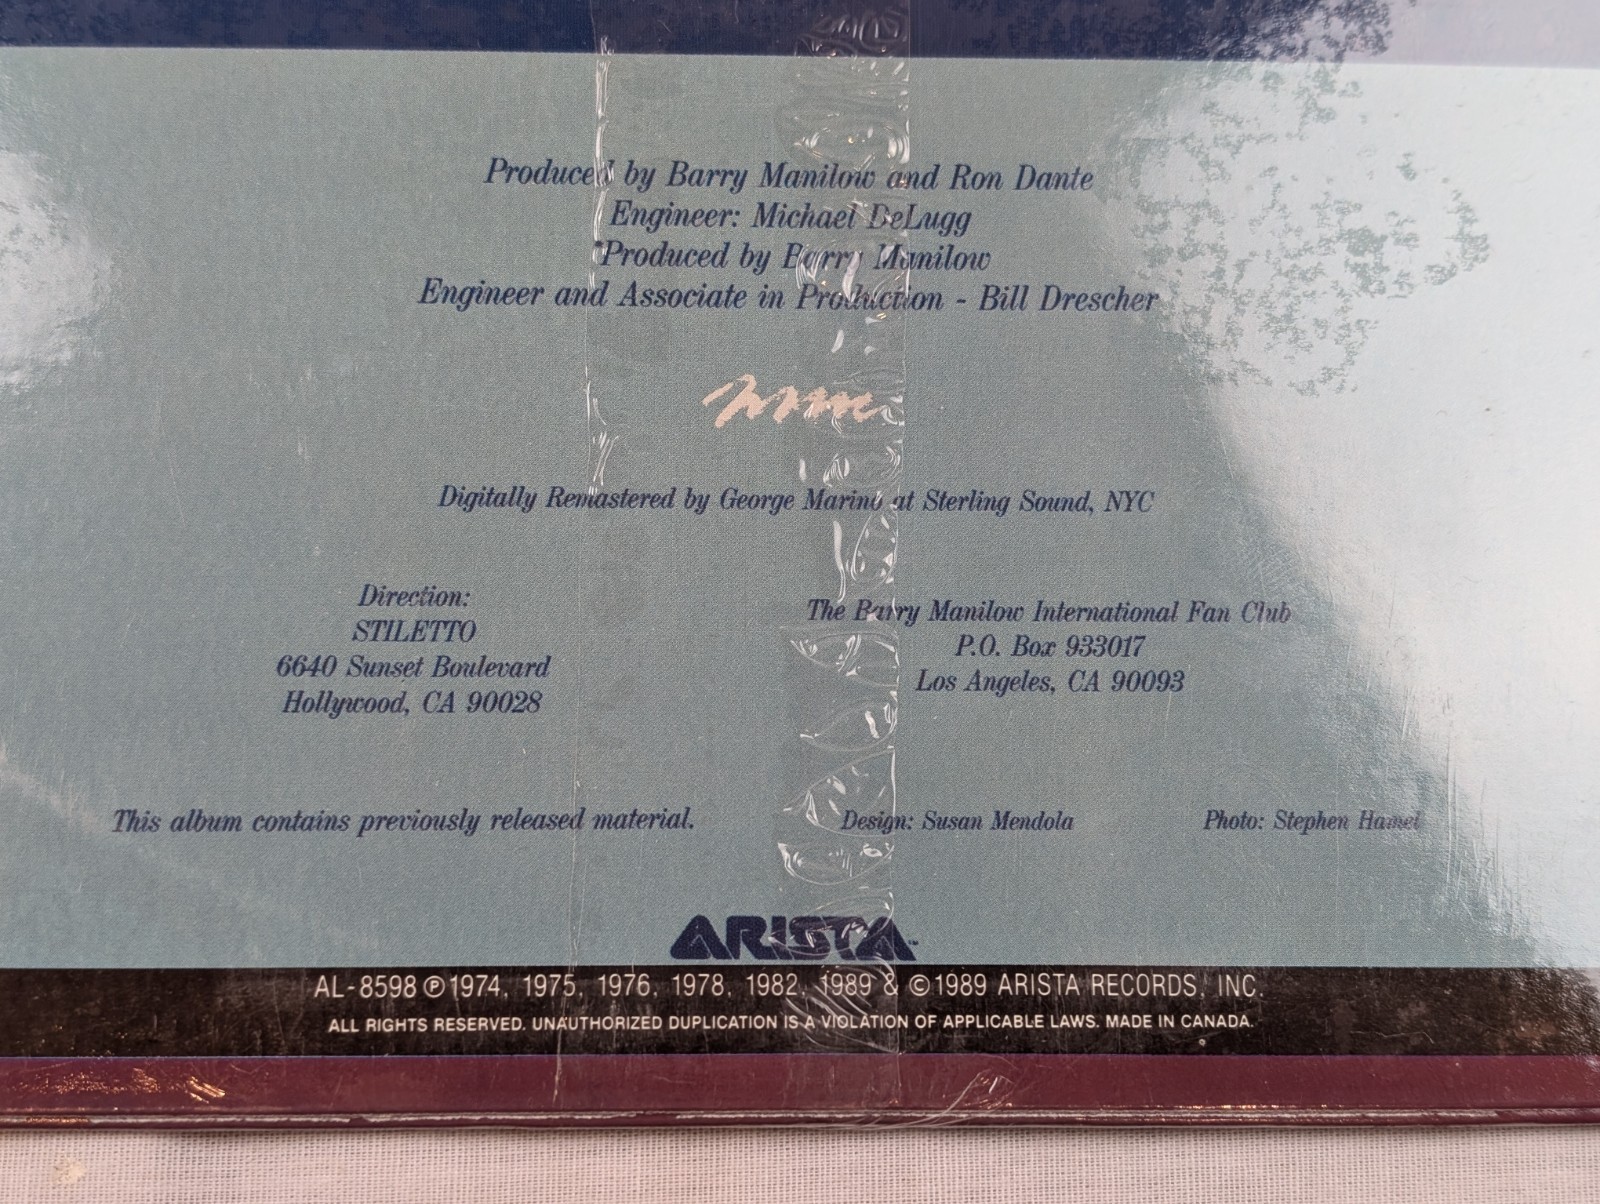 Produced by Barry Manilow and Ron Dante
Engineer: Michael DeLugg
*Produced by Barry Manilow
Engineer and Associate in Production - Bill Drescher
Digitally Remastered by George Marino at Sterling Sound, NYC
Direction:
STILETTO
6640 Sunset Boulevard
Hollywood, CA 90028
The Barry Manilow International Fan Club
P.O. Box 933017
Los Angeles, CA 90093
This album contains previously released material.
Design: Susan Mendola
Photo: Stephen Hamel
ARISTA™
AL-8598 ℗ 1974, 1975, 1976, 1978, 1982, 1989 & © 1989 ARISTA RECORDS, INC.
ALL RIGHTS RESERVED. UNAUTHORIZED DUPLICATION IS A VIOLATION OF APPLICABLE LAWS. MADE IN CANADA.